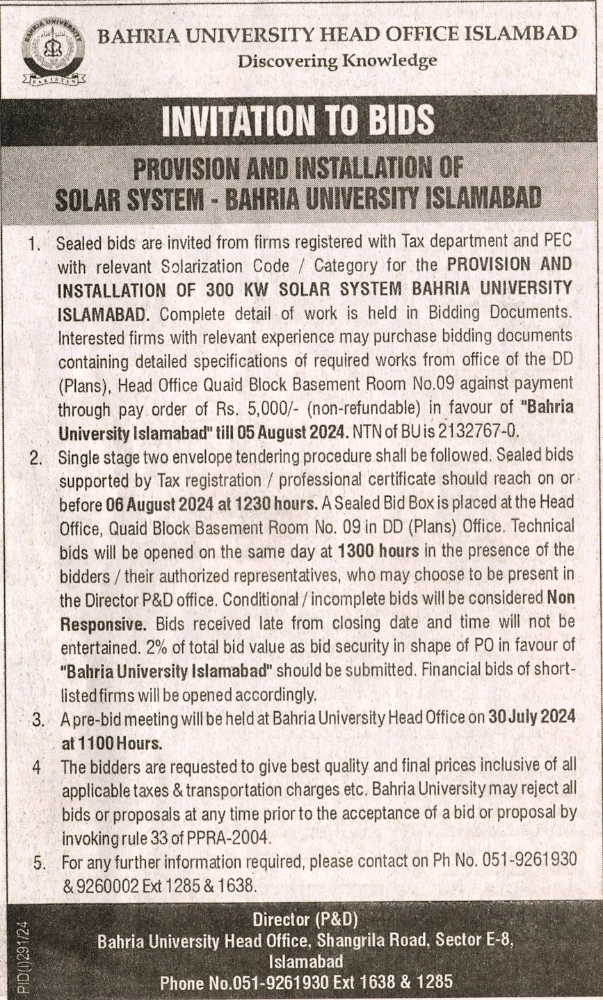 BAHRIA UNIVERSITY
PAKISTAN
BAHRIA UNIVERSITY HEAD OFFICE ISLAMBAD
Discovering Knowledge
INVITATION TO BIDS
PROVISION AND INSTALLATION OF
SOLAR SYSTEM - BAHRIA UNIVERSITY ISLAMABAD
1. Sealed bids are invited from firms registered with Tax department and PEC
with relevant Solarization Code / Category for the PROVISION AND
INSTALLATION OF 300 KW SOLAR SYSTEM BAHRIA UNIVERSITY
ISLAMABAD. Complete detail of work is held in Bidding Documents.
Interested firms with relevant experience may purchase bidding documents
containing detailed specifications of required works from office of the DD
(Plans), Head Office Quaid Block Basement Room No.09 against payment
through pay order of Rs. 5,000/- (non-refundable) in favour of "Bahria
University Islamabad" till 05 August 2024. NTN of BU is 2132767-0.
2. Single stage two envelope tendering procedure shall be followed. Sealed bids
supported by Tax registration / professional certificate should reach on or
before 06 August 2024 at 1230 hours. A Sealed Bid Box is placed at the Head
Office, Quaid Block Basement Room No. 09 in DD (Plans) Office. Technical
bids will be opened on the same day at 1300 hours in the presence of the
bidders / their authorized representatives, who may choose to be present in
the Director P&D office. Conditional / incomplete bids will be considered Non
Responsive. Bids received late from closing date and time will not be
entertained. 2% of total bid value as bid security in shape of PO in favour of
"Bahria University Islamabad" should be submitted. Financial bids of short-
listed firms will be opened accordingly.
3. A pre-bid meeting will be held at Bahria University Head Office on 30 July 2024
at 1100 Hours.
4 The bidders are requested to give best quality and final prices inclusive of all
applicable taxes & transportation charges etc. Bahria University may reject all
bids or proposals at any time prior to the acceptance of a bid or proposal by
invoking rule 33 of PPRA-2004.
5. For any further information required, please contact on Ph No. 051-9261930
& 9260002 Ext 1285 & 1638.
Director (P&D)
Bahria University Head Office, Shangrila Road, Sector E-8,
Islamabad
Phone No.051-9261930 Ext 1638 & 1285
PID(I)291/24